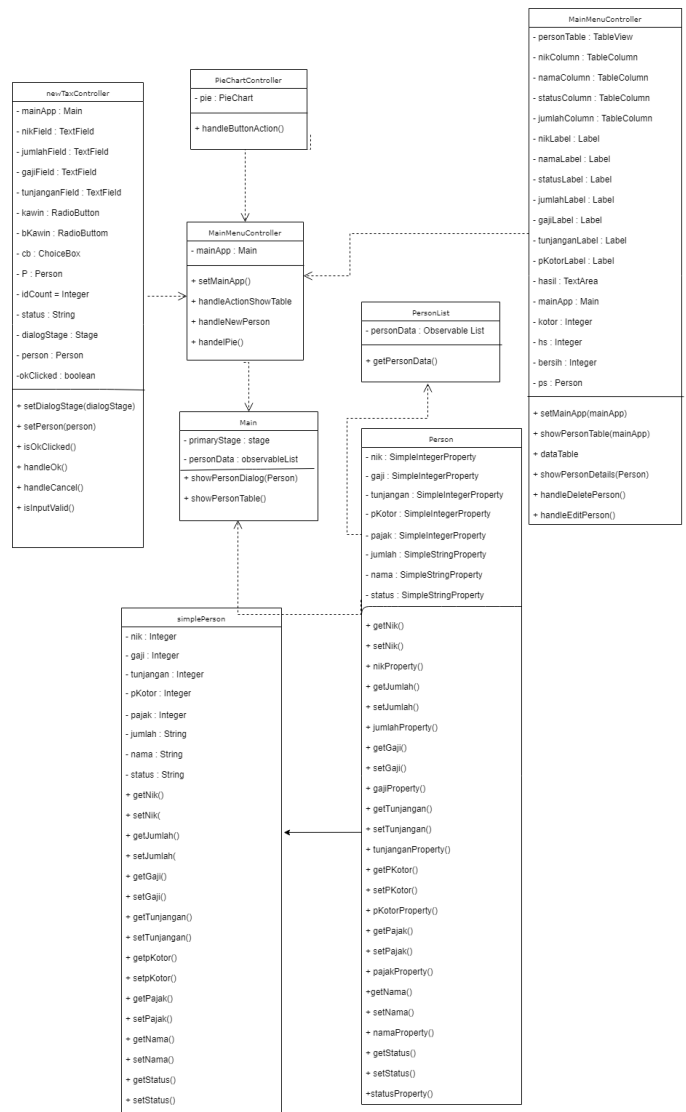 newTaxController
- mainApp : Main
- nikField : TextField
- jumlahField : TextField
- gajiField : TextField
- tunjanganField : TextField
- kawin : RadioButton
- bKawin : RadioButtom
- cb : ChoiceBox
- P : Person
- idCount = Integer
- status : String
- dialogStage : Stage
- person : Person
-okClicked : boolean
+ setDialogStage(dialogStage)
+ setPerson(person)
+ isOkClicked()
+ handleOk()
+ handleCancel()
+ isInputValid()
PieChartController
- pie : PieChart
+ handleButtonAction()
MainMenuController
- mainApp : Main
+ setMainApp()
+ handleActionShowTable
+ handleNewPerson
+ handelPie()
Main
- primaryStage : stage
- personData : observableList
+ showPersonDialog(Person)
+ showPersonTable()
PersonList
- personData : Observable List
+ getPersonData()
MainMenuController
- personTable : TableView
- nikColumn : TableColumn
- namaColumn : TableColumn
- statusColumn : TableColumn
- jumlahColumn : TableColumn
- nikLabel : Label
- namaLabel : Label
- statusLabel : Label
- jumlahLabel : Label
- gajiLabel : Label
- tunjanganLabel : Label
- pKotorLabel : Label
- hasil : TextArea
- mainApp : Main
- kotor : Integer
- hs : Integer
- bersih : Integer
- ps : Person
+ setMainApp(mainApp)
+ showPersonTable(mainApp)
+ dataTable
+ showPersonDetails(Person)
+ handleDeletePerson()
+ handleEditPerson()
simplePerson
- nik : Integer
- gaji : Integer
- tunjangan : Integer
- pKotor : Integer
- pajak : Integer
- jumlah : String
- nama : String
- status : String
+ getNik()
+ setNik(
+ getJumlah()
+ setJumlah(
+ getGaji()
+ setGaji()
+ getTunjangan()
+ setTunjangan()
+ getpKotor()
+ setpKotor()
+ getPajak()
+ setPajak()
+ getNama()
+ setNama()
+ getStatus()
+ setStatus()
Person
- nik : SimpleIntegerProperty
- gaji : SimpleIntegerProperty
- tunjangan : SimpleIntegerProperty
- pKotor : SimpleIntegerProperty
- pajak : SimpleIntegerProperty
- jumlah : SimpleStringProperty
- nama : SimpleStringProperty
- status : SimpleStringProperty
+ getNik()
+ setNik()
+ nikProperty()
+ getJumlah()
+ setJumlah()
+ jumlahProperty()
+ getGaji()
+ setGaji()
+ gajiProperty()
+ getTunjangan()
+ setTunjangan()
+ tunjanganProperty()
+ getPKotor()
+ setPKotor()
+ pKotorProperty()
+ getPajak()
+ setPajak()
+ pajakProperty()
+getNama()
+ setNama()
+ namaProperty()
+ getStatus()
+ setStatus()
+statusProperty()